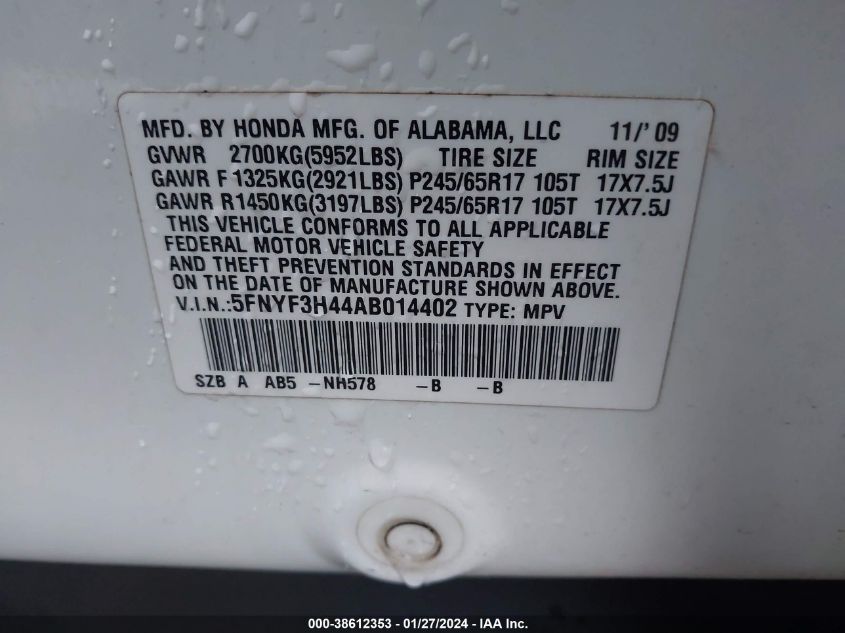 MFD. BY HONDA MFG. OF ALABAMA, LLC 11/'09
GVWR 2700KG(5952LBS) TIRE SIZE RIM SIZE
GAWR F1325KG(2921LBS) P245/65R17 105T 17X7.5J
GAWR R1450KG(3197LBS) P245/65R17 105T 17X7.5J
THIS VEHICLE CONFORMS TO ALL APPLICABLE
FEDERAL MOTOR VEHICLE SAFETY
AND THEFT PREVENTION STANDARDS IN EFFECT
ON THE DATE OF MANUFACTURE SHOWN ABOVE.
V.I.N.:5FNYF3H44AB014402 TYPE: MPV
SZB A AB5 -NH578 -B -B
000-38612353 - 01/27/2024 - IAA Inc.